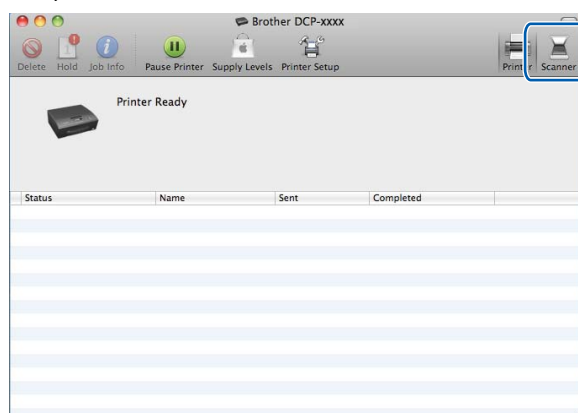 Brother DCP-xxxx
Delete Hold Job Info Pause Printer Supply Levels Printer Setup Printer Scanner
Printer Ready
Status Name Sent Completed